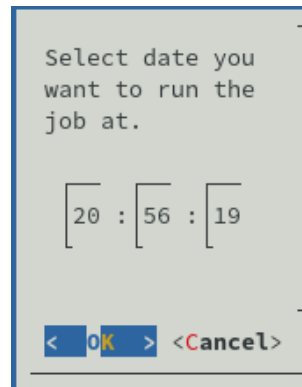 Select date you
want to run the
job at.
20 : 56 : 19
<  OK  > <Cancel>